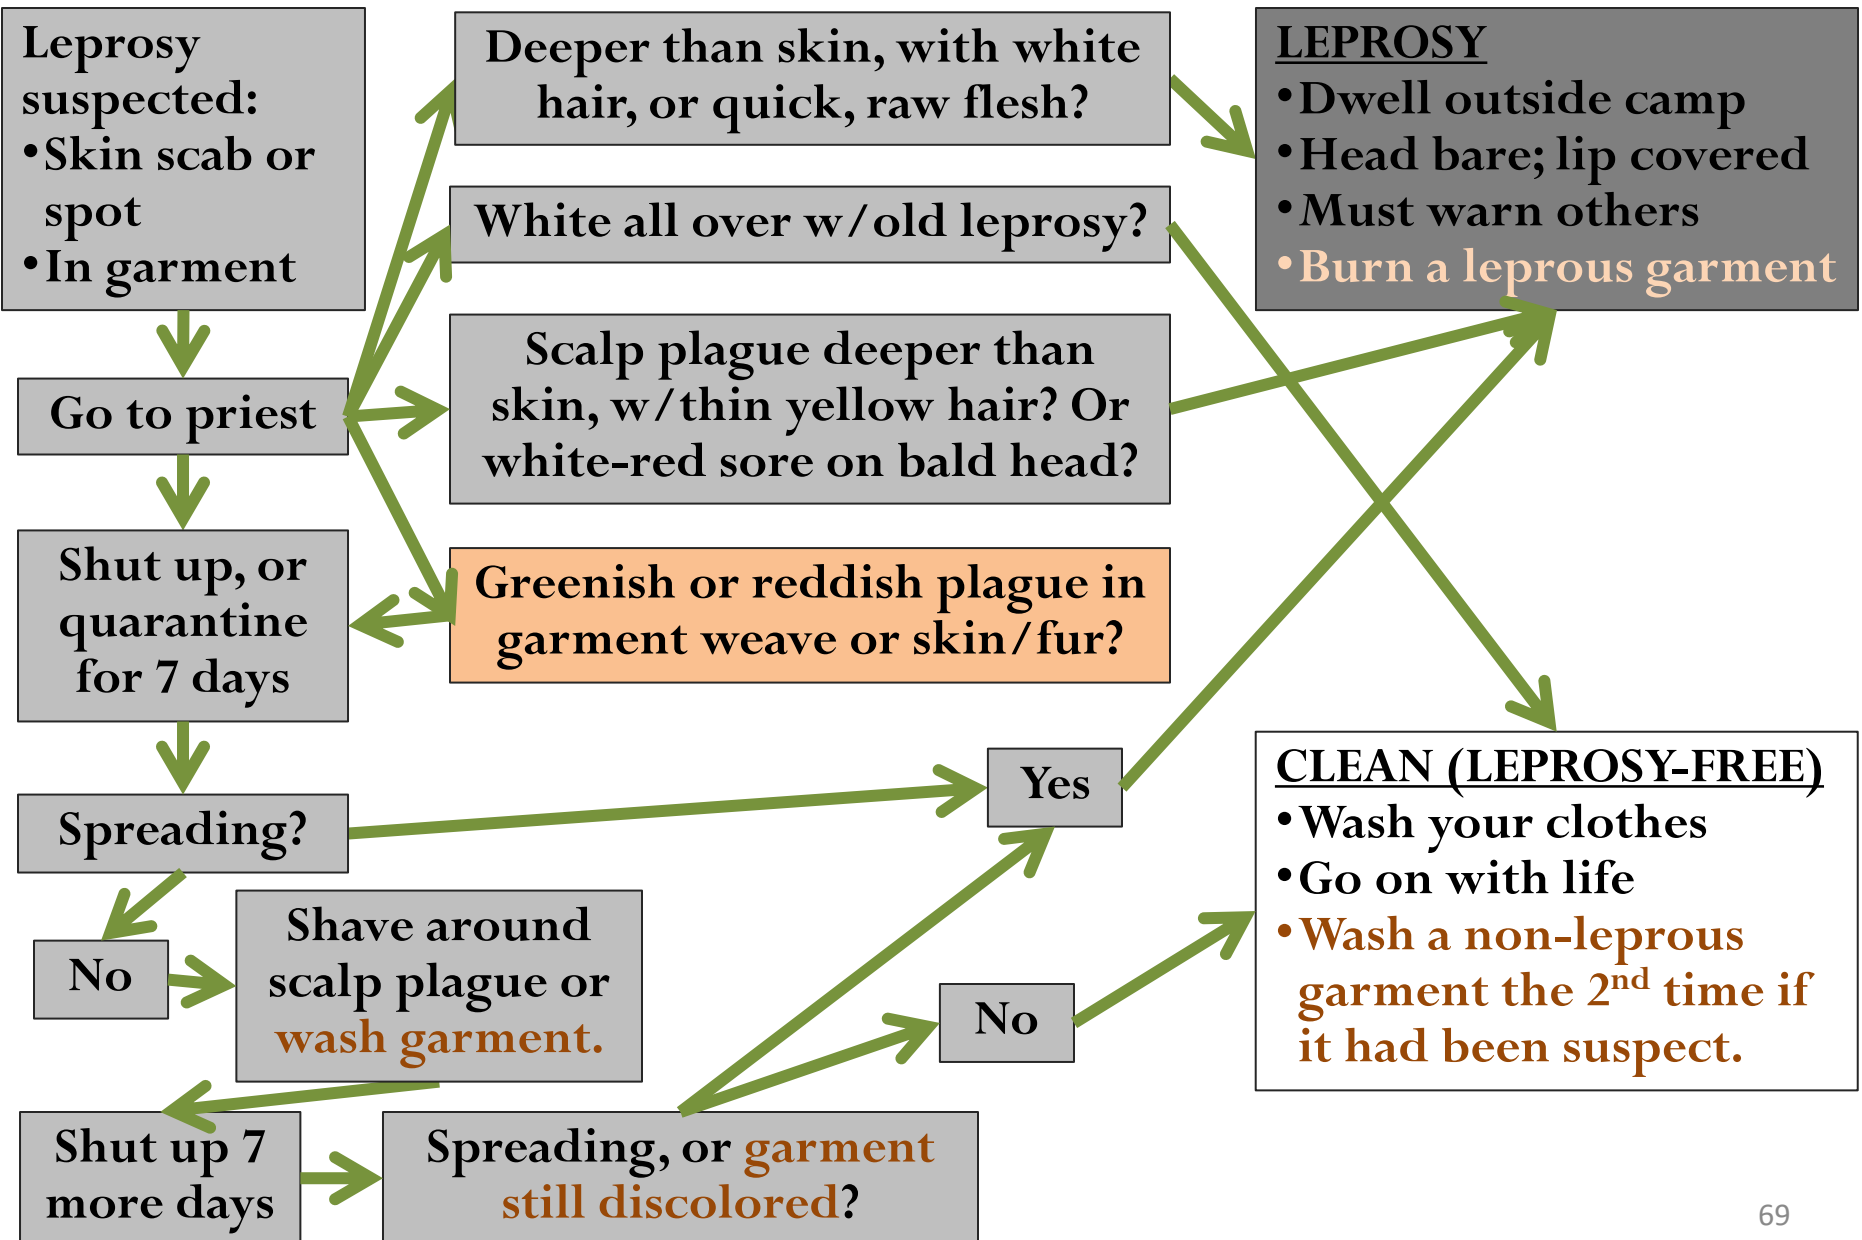 Leprosy
suspected:
•Skin scab or
spot
•In garment
Go to priest
Shut up, or
quarantine
for 7 days
Spreading?
No
Shave around
scalp plague or
wash garment.
Shut up 7
more days
Spreading, or garment
still discolored?
Deeper than skin, with white
hair, or quick, raw flesh?
White all over w/old leprosy?
Scalp plague deeper than
skin, w/thin yellow hair? Or
white-red sore on bald head?
Greenish or reddish plague in
garment weave or skin/fur?
Yes
No
LEPROSY
•Dwell outside camp
•Head bare; lip covered
•Must warn others
•Burn a leprous garment
CLEAN (LEPROSY-FREE)
•Wash your clothes
•Go on with life
•Wash a non-leprous
garment the 2nd time if
it had been suspect.
69